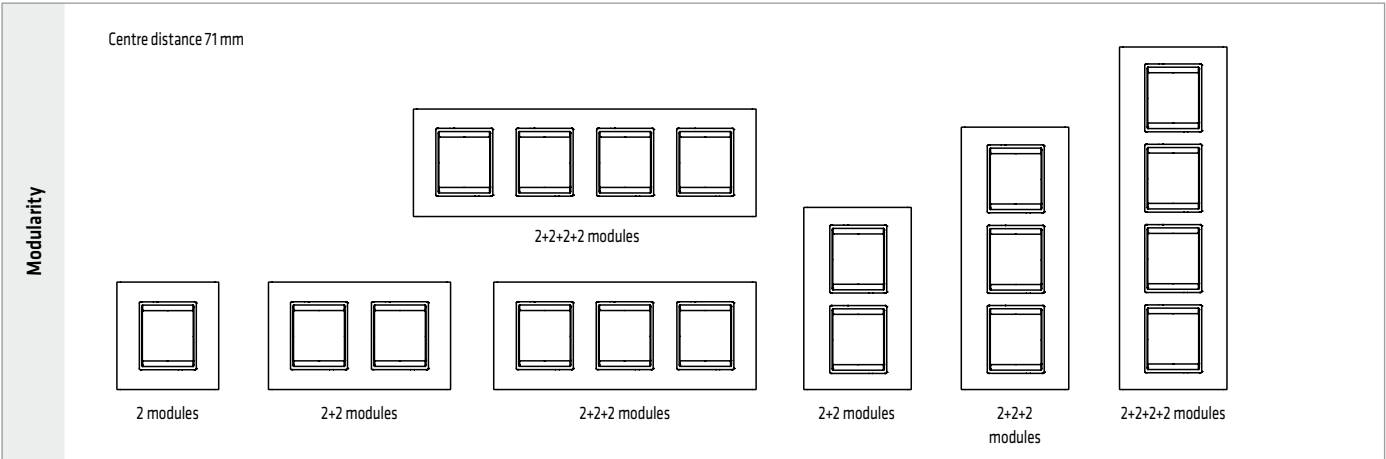 Modularity
Centre distance 71 mm
2+2+2+2 modules
2 modules
2+2 modules
2+2+2 modules
2+2 modules
2+2+2
modules
2+2+2+2 modules